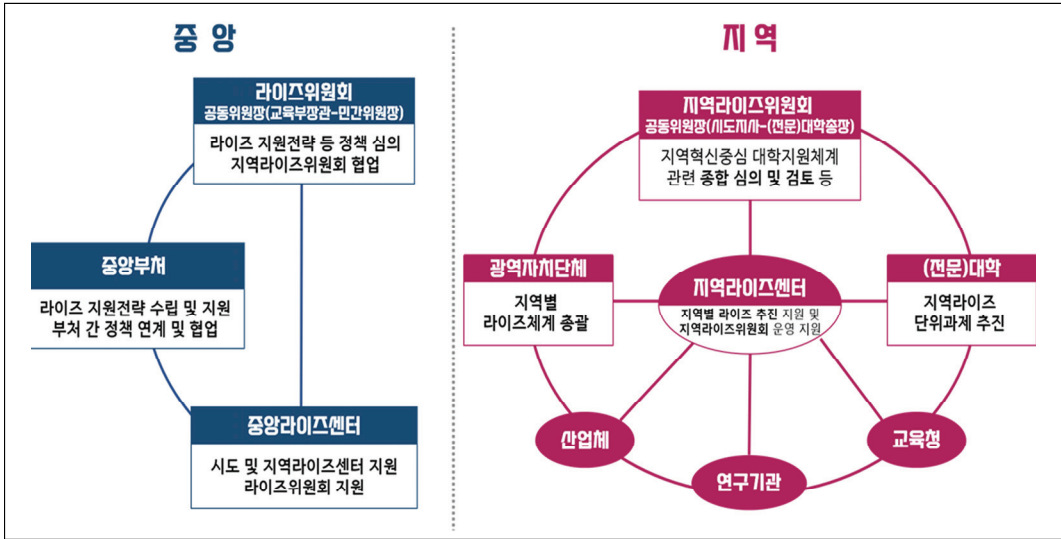 중 앙
라이즈위원회
공동위원장(교육부장관-민간위원장)
라이즈 지원전략 등 정책 심의
지역라이즈위원회 협업
중앙부처
라이즈 지원전략 수립 및 지원
부처 간 정책 연계 및 협업
중앙라이즈센터
시도 및 지역라이즈센터 지원
라이즈위원회 지원
지 역
지역라이즈위원회
공동위원장(시도지사-(전문)대학총장)
지역혁신중심 대학지원체계
관련 종합 심의 및 검토 등
광역자치단체
지역별
라이즈체계 총괄
지역라이즈센터
지역별 라이즈 추진 지원 및
지역라이즈위원회 운영 지원
(전문)대학
지역라이즈
단위과제 추진
산업체
연구기관
교육청